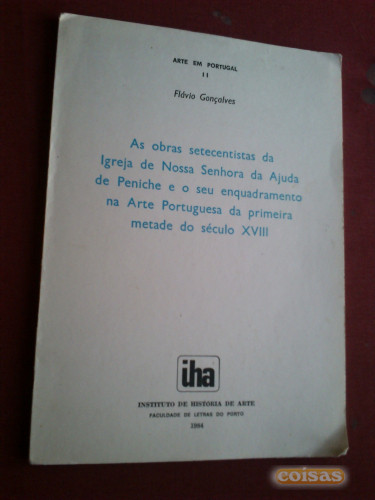 ARTE EM PORTUGAL
11
Flávio Gonçalves
As obras setecentistas da
Igreja de Nossa Senhora da Ajuda
de Peniche e o seu enquadramento
na Arte Portuguesa da primeira
metade do século XVIII
iha
INSTITUTO DE HISTÓRIA DE ARTE
FACULDADE DE LETRAS DO PORTO
1984
coisas